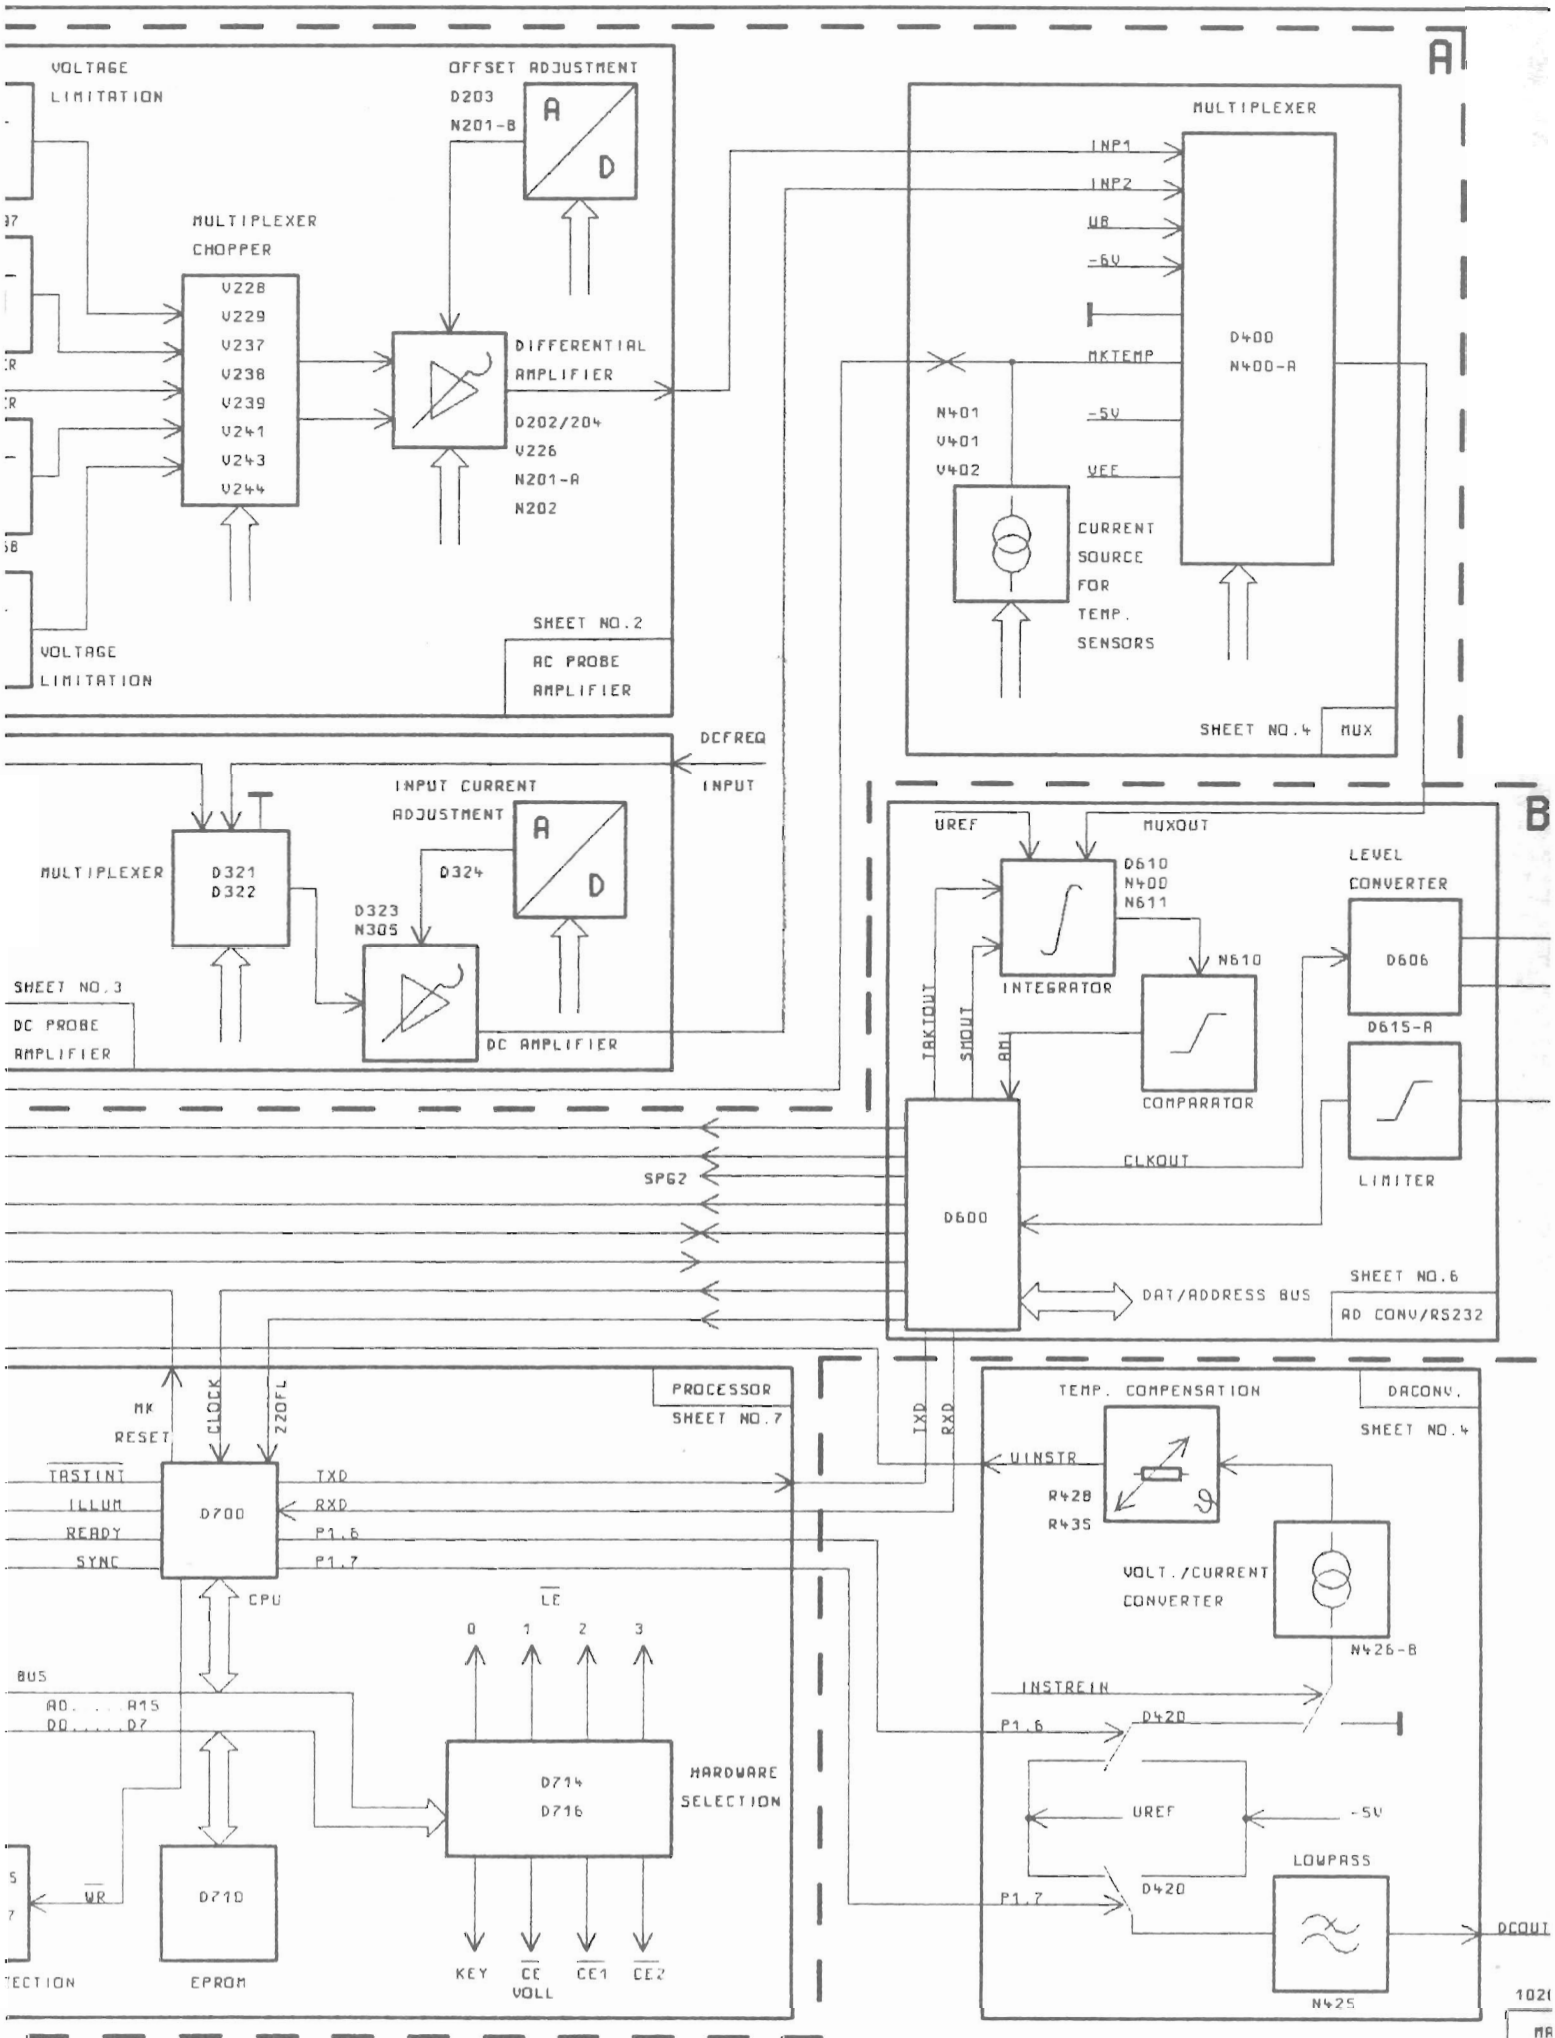 A
VOLTAGE
LIMITATION
OFFSET ADJUSTMENT
D203
N201-B
A
D
MULTIPLEXER
CHOPPER
V228
V229
V237
V238
V239
V241
V243
V244
DIFFERENTIAL
AMPLIFIER
D202/204
V226
N201-A
N202
VOLTAGE
LIMITATION
SHEET NO.2
AC PROBE
AMPLIFIER
MULTIPLEXER
INP1
INP2
UB
-6V
MKTEMP
-5V
VEE
D400
N400-A
N401
V401
V402
CURRENT
SOURCE
FOR
TEMP.
SENSORS
SHEET NO.4
MUX
DCFREQ
INPUT
INPUT CURRENT
ADJUSTMENT
A
D
MULTIPLEXER
D321
D322
D324
D323
N305
SHEET NO.3
DC PROBE
AMPLIFIER
DC AMPLIFIER
B
UREF
MUXOUT
D610
N400
N611
LEVEL
CONVERTER
D606
INTEGRATOR
N610
D615-A
TAKTOUT
SHOUT
AM
COMPARATOR
CLKOUT
LIMITER
SPG2
D600
DAT/ADDRESS BUS
SHEET NO.6
AD CONV/RS232
PROCESSOR
SHEET NO.7
MK
RESET
CLOCK
220FL
TXD
RXD
TASTINT
ILLUM
READY
SYNC
D700
TXD
RXD
P1.6
P1.7
CPU
LE
0 1 2 3
BUS
A0.....A15
D0.....D7
D714
D716
HARDWARE
SELECTION
WR
D710
EPROM
TECTION
KEY
CE
VOLL
CE1
CE2
TEMP. COMPENSATION
DACONV.
SHEET NO.4
UINSTR
R428
R435
VOLT./CURRENT
CONVERTER
N426-B
INSTREIN
P1.6
D420
UREF
-5V
LOWPASS
P1.7
D420
DCOUT
N425